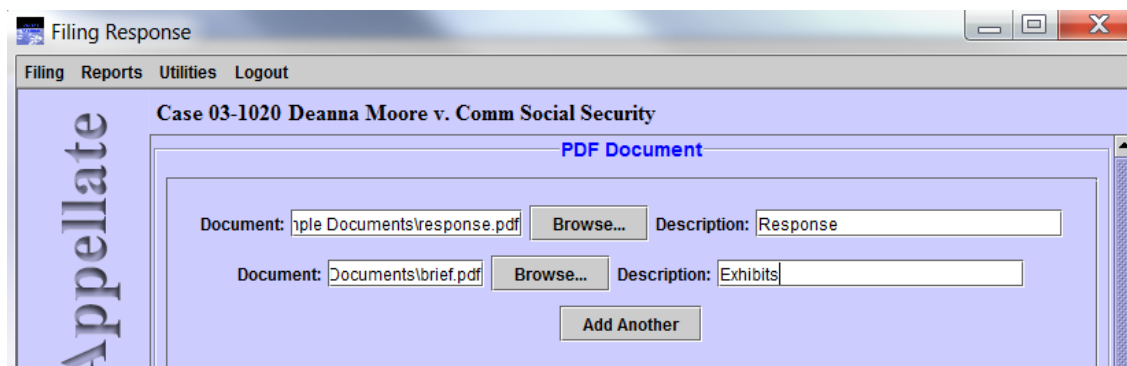 Filing Response
Filing Reports Utilities Logout
Appellate
Case 03-1020 Deanna Moore v. Comm Social Security
PDF Document
Document: nple Documents\response.pdf Browse... Description: Response
Document: Documents\brief.pdf Browse... Description: Exhibits
Add Another